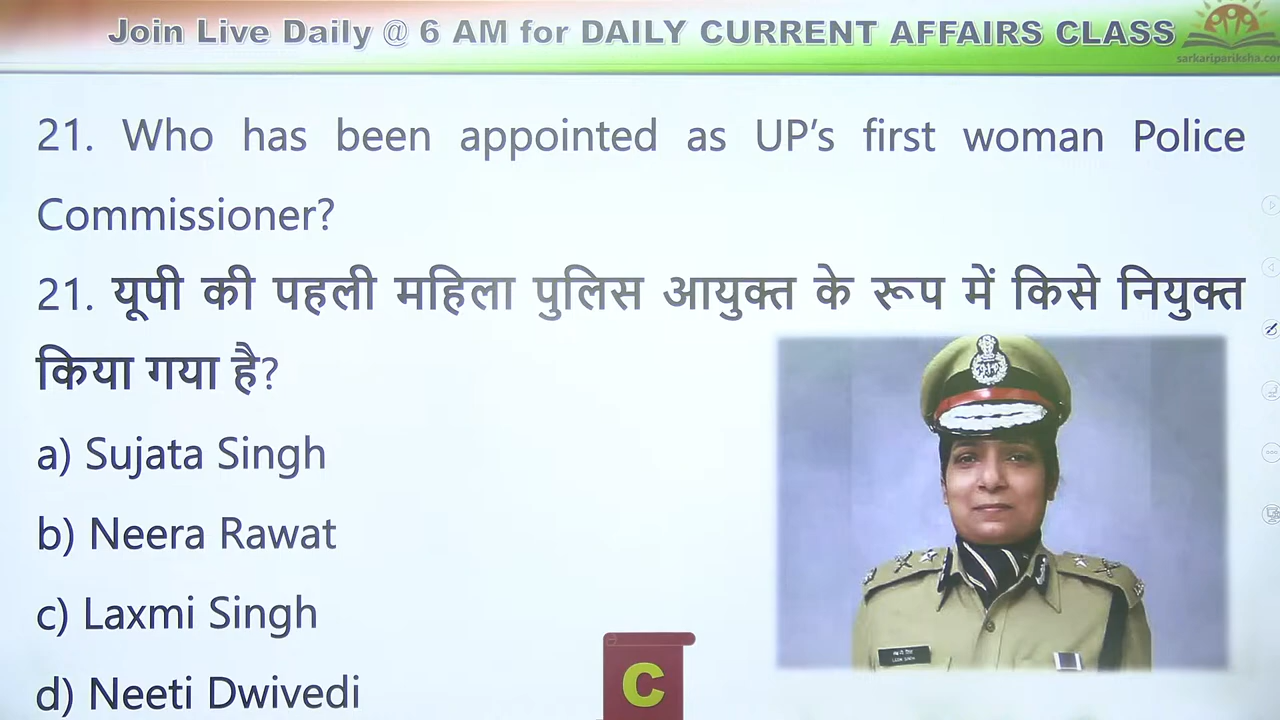 Join Live Daily @ 6 AM for DAILY CURRENT AFFAIRS CLASS
sarkaripariksha.com
21. Who has been appointed as UP's first woman Police
Commissioner?
21. यूपी की पहली महिला पुलिस आयुक्त के रूप में किसे नियुक्त
किया गया है?
a) Sujata Singh
b) Neera Rawat
c) Laxmi Singh
d) Neeti Dwivedi
C